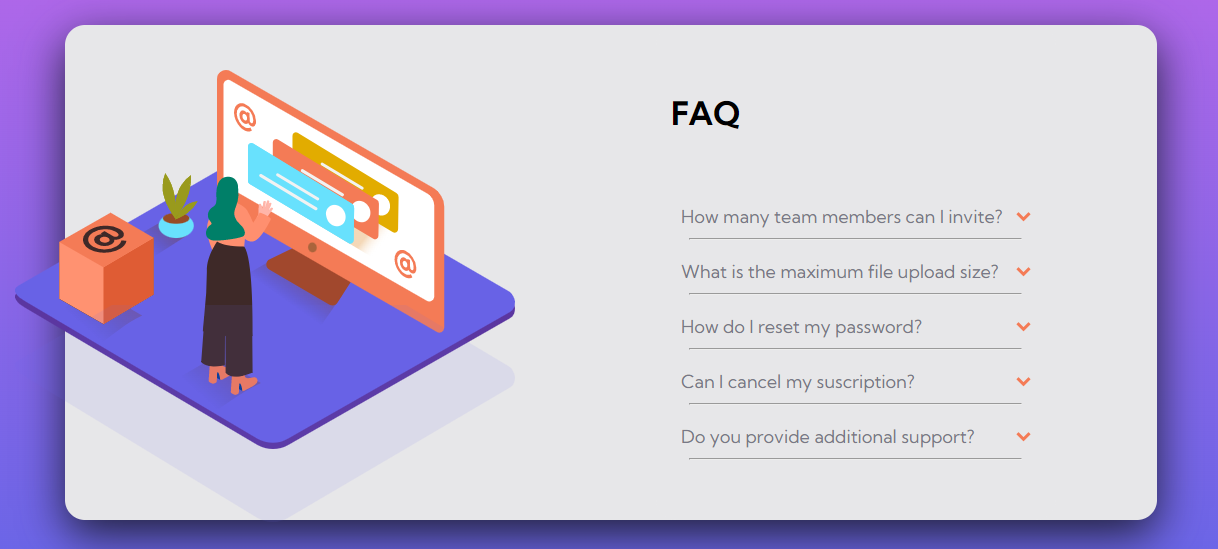 @
@
@
FAQ
How many team members can I invite?
What is the maximum file upload size?
How do I reset my password?
Can I cancel my suscription?
Do you provide additional support?